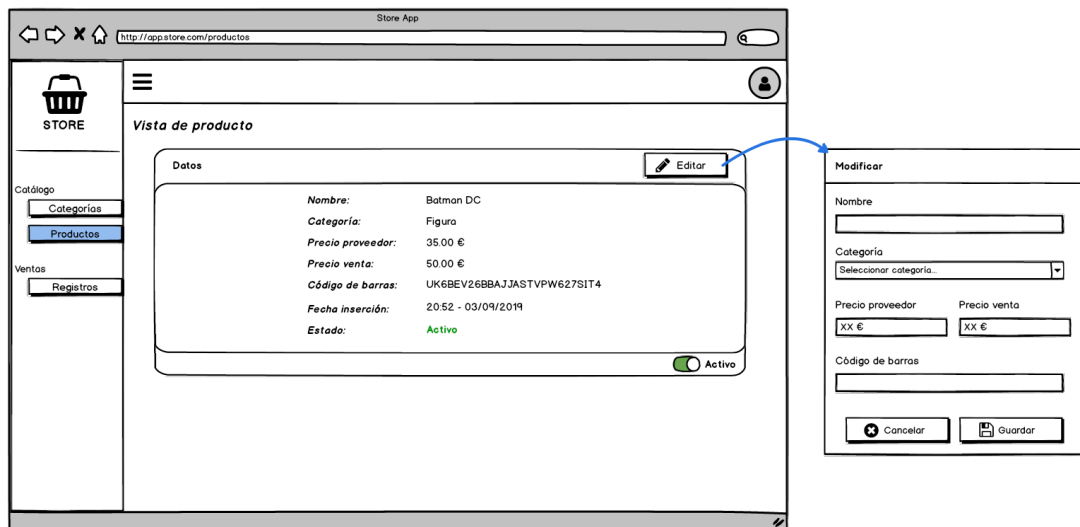 Store App
http://app.store.com/products
STORE
Catálogo
Categorías
Productos
Ventas
Registros
Vista de producto
Datos
Editar
Nombre: Batman DC
Categoría: Figura
Precio proveedor: 35.00 €
Precio venta: 50.00 €
Código de barras: UK6BEV26BBAJJASTVPW627SIT4
Fecha inserción: 20:52 - 03/09/2019
Estado: Activo
Activo
Modificar
Nombre
Categoría
Seleccionar categoría...
Precio proveedor Precio venta
XX € XX €
Código de barras
Cancelar Guardar